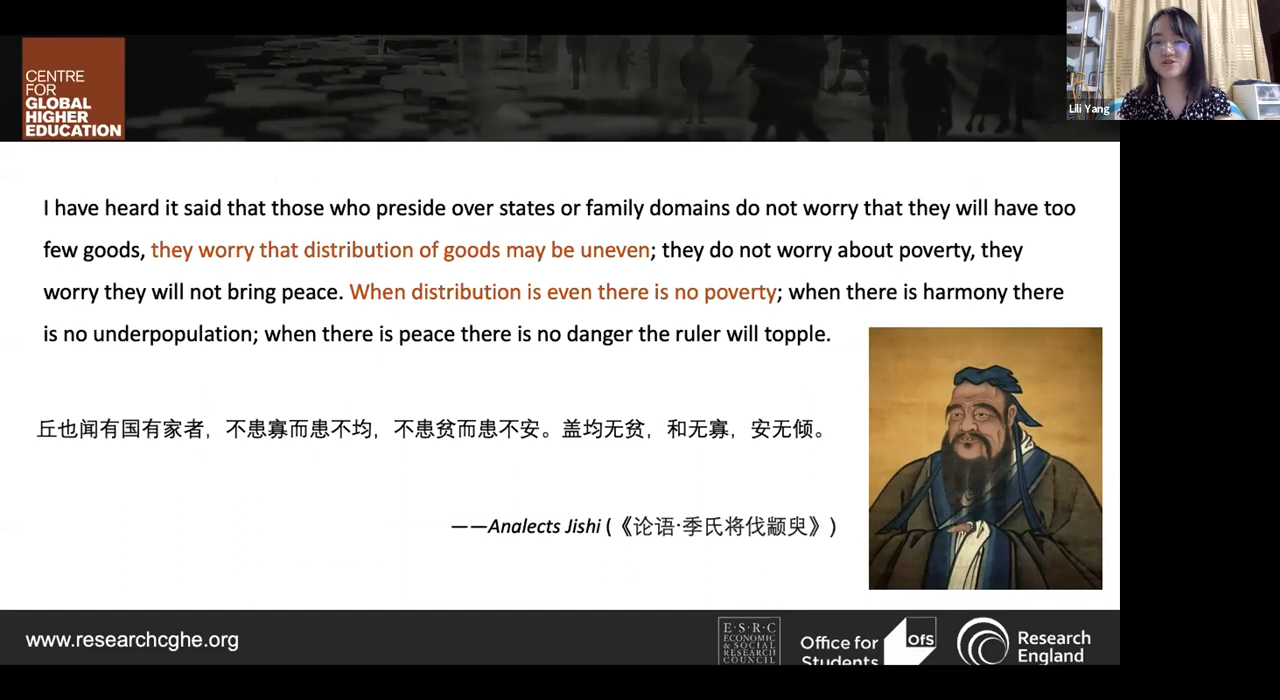 CENTRE
FOR
GLOBAL
HIGHER
EDUCATION
Lili Yang
I have heard it said that those who preside over states or family domains do not worry that they will have too
few goods, they worry that distribution of goods may be uneven; they do not worry about poverty, they
worry they will not bring peace. When distribution is even there is no poverty; when there is harmony there
is no underpopulation; when there is peace there is no danger the ruler will topple.
丘也闻有国有家者，不患寡而患不均，不患贫而患不安。盖均无贫，和无寡，安无倾。
——Analects Jishi (《论语·季氏将伐颛臾》)
www.researchcghe.org
E·S·R·C
ECONOMIC
& SOCIAL
RESEARCH
COUNCIL
Office for
Students
OfS
Research
England